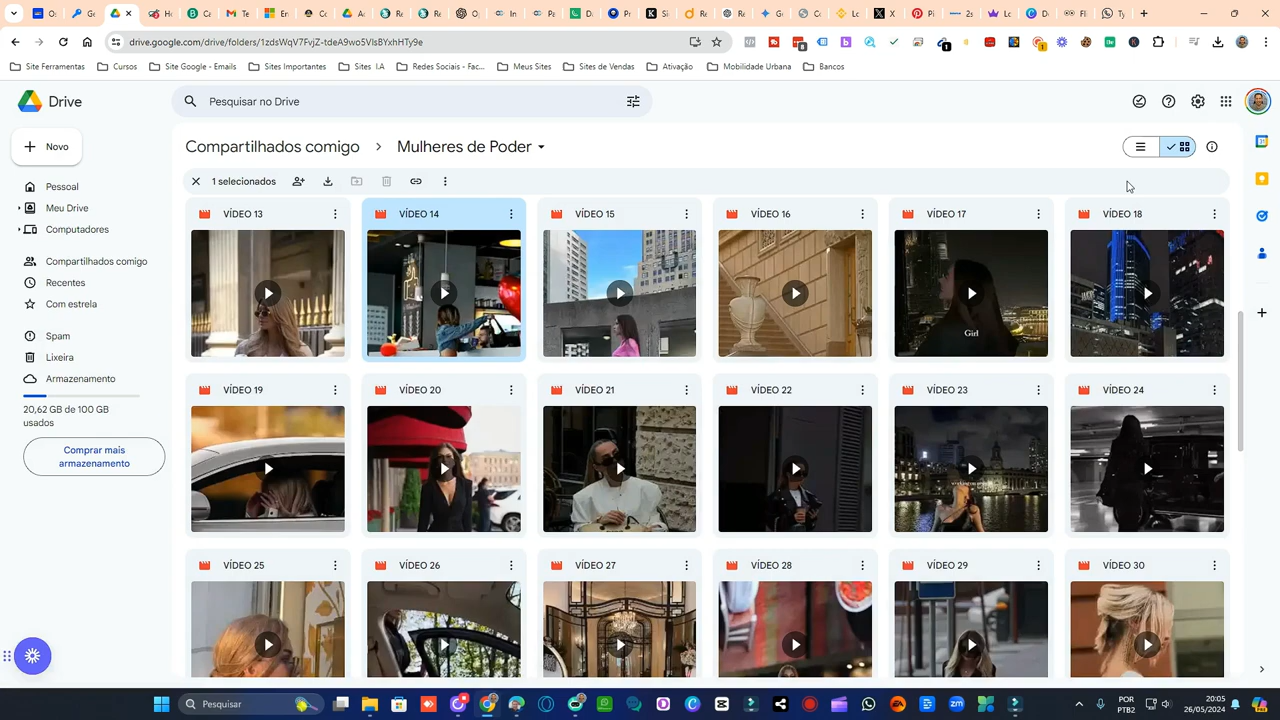 drive.google.com/drive/folders/1zdsWqV7FvjZ-tdeA9wo5VlsBYxhHTv9e
Site Ferramentas
Cursos
Site Google - Emails
Sites Importantes
Sites I.A
Redes Sociais - Fac...
Meus Sites
Sites de Vendas
Ativação
Mobilidade Urbana
Bancos
Drive
Pesquisar no Drive
Novo
Compartilhados comigo
Mulheres de Poder
1 selecionados
Pessoal
Meu Drive
Computadores
Compartilhados comigo
Recentes
Com estrela
Spam
Lixeira
Armazenamento
20,62 GB de 100 GB
usados
Comprar mais
armazenamento
VÍDEO 13
VÍDEO 14
VÍDEO 15
VÍDEO 16
VÍDEO 17
VÍDEO 18
Girl
VÍDEO 19
VÍDEO 20
VÍDEO 21
VÍDEO 22
VÍDEO 23
VÍDEO 24
VÍDEO 25
VÍDEO 26
VÍDEO 27
VÍDEO 28
VÍDEO 29
VÍDEO 30
Pesquisar
POR
PTB2
20:05
26/05/2024